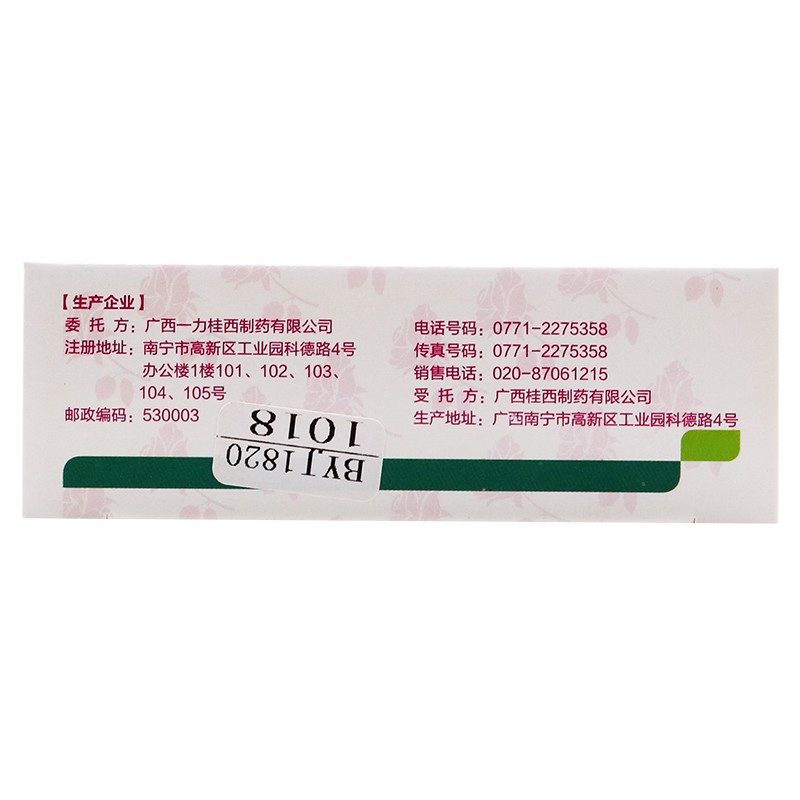 【生产企业】
委托方：广西一力桂西制药有限公司
注册地址：南宁市高新区工业园科德路4号
办公楼1楼101、102、103、
104、105号
邮政编码：530003
电话号码：0771-2275358
传真号码：0771-2275358
销售电话：020-87061215
受托方：广西桂西制药有限公司
生产地址：广西南宁市高新区工业园科德路4号
BYJ1820
1018